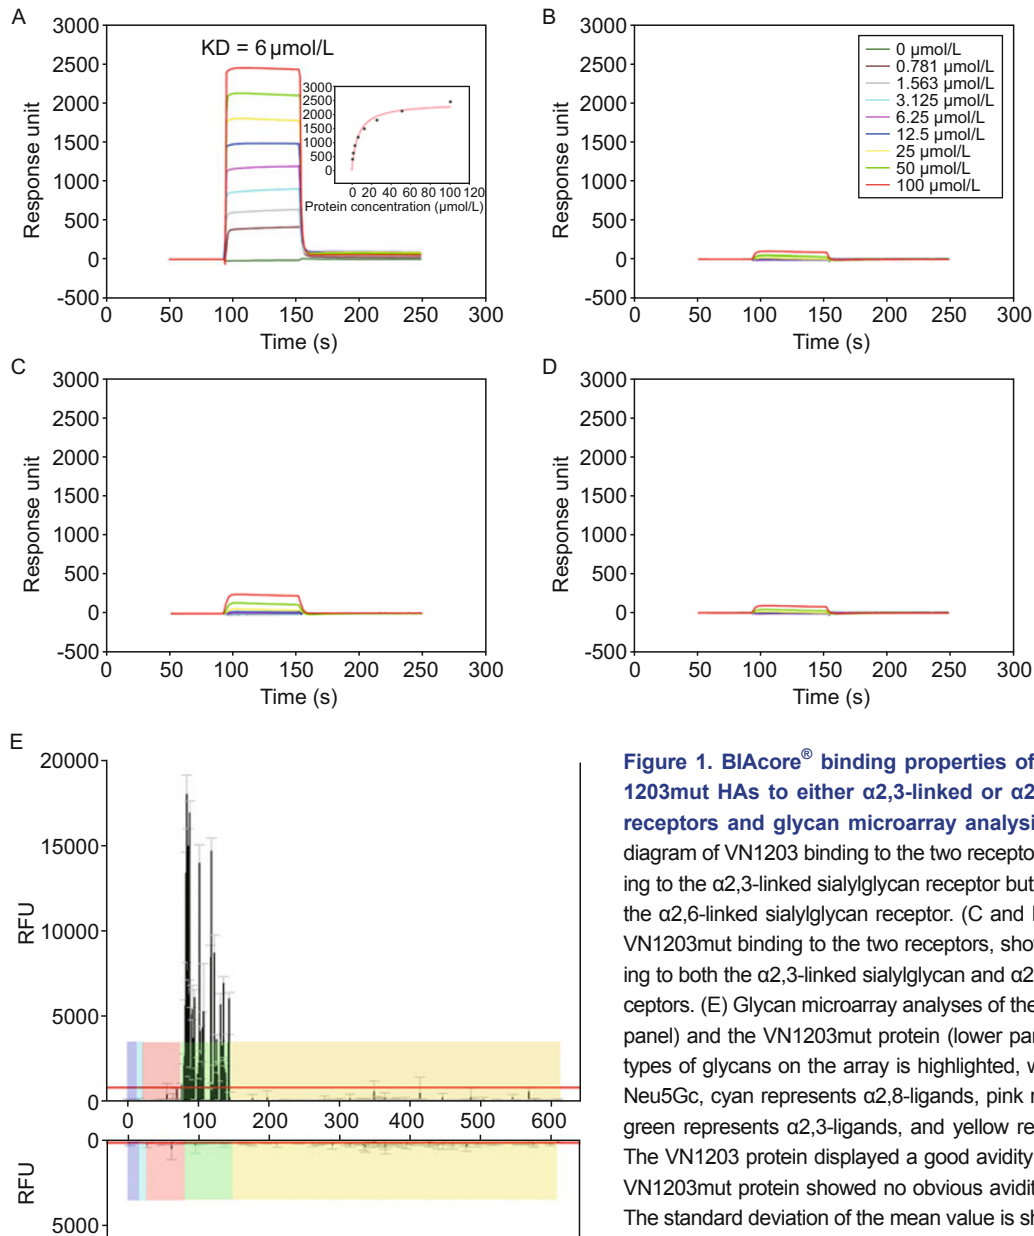 A
3000
2500
2000
1500
1000
500
0
-500
Response unit
0 50 100 150 200 250 300
Time (s)
KD = 6 µmol/L
3000
2500
2000
1500
1000
500
0
0 20 40 60 80 100 120
Protein concentration (µmol/L)
B
3000
2500
2000
1500
1000
500
0
-500
Response unit
0 50 100 150 200 250 300
Time (s)
0 µmol/L
0.781 µmol/L
1.563 µmol/L
3.125 µmol/L
6.25 µmol/L
12.5 µmol/L
25 µmol/L
50 µmol/L
100 µmol/L
C
3000
2500
2000
1500
1000
500
0
-500
Response unit
0 50 100 150 200 250 300
Time (s)
D
3000
2500
2000
1500
1000
500
0
-500
Response unit
0 50 100 150 200 250 300
Time (s)
E
20000
15000
10000
5000
0
RFU
0 100 200 300 400 500 600
0
5000
RFU
Figure 1. BIAcore® binding properties of
1203mut HAs to either α2,3-linked or α2
receptors and glycan microarray analysis
diagram of VN1203 binding to the two recepto
ing to the α2,3-linked sialylglycan receptor but
the α2,6-linked sialylglycan receptor. (C and
VN1203mut binding to the two receptors, sho
ing to both the α2,3-linked sialylglycan and α2
ceptors. (E) Glycan microarray analyses of the
panel) and the VN1203mut protein (lower par
types of glycans on the array is highlighted, w
Neu5Gc, cyan represents α2,8-ligands, pink
green represents α2,3-ligands, and yellow re
The VN1203 protein displayed a good avidity
VN1203mut protein showed no obvious avidit
The standard deviation of the mean value is sh